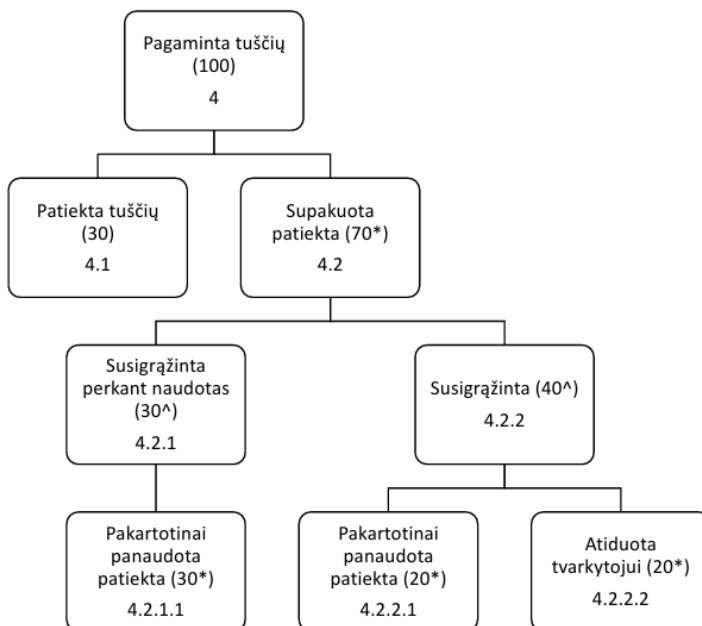 Pagaminta tuščių
(100)
4
Patiekta tuščių
(30)
4.1
Supakuota
patiekta (70*)
4.2
Susigrąžinta
perkant naudotas
(30^)
4.2.1
Susigrąžinta (40^)
4.2.2
Pakartotinai
panaudota
patiekta (30*)
4.2.1.1
Pakartotinai
panaudota
patiekta (20*)
4.2.2.1
Atiduota
tvarkytojui (20*)
4.2.2.2